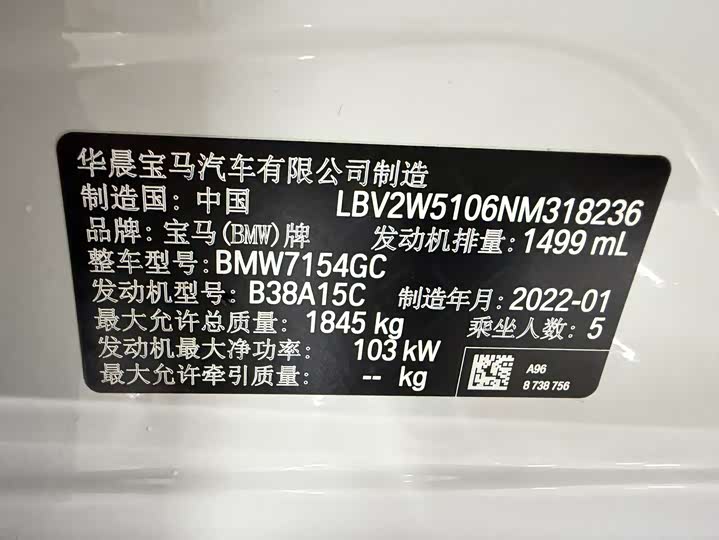 华晨宝马汽车有限公司制造
制造国：中国 LBV2W5106NM318236
品牌：宝马(BMW)牌 发动机排量：1499 mL
整车型号：BMW7154GC
发动机型号：B38A15C 制造年月：2022-01
最大允许总质量：1845 kg 乘坐人数：5
发动机最大净功率：103 kW
最大允许牵引质量：-- kg
A96
8 738 756